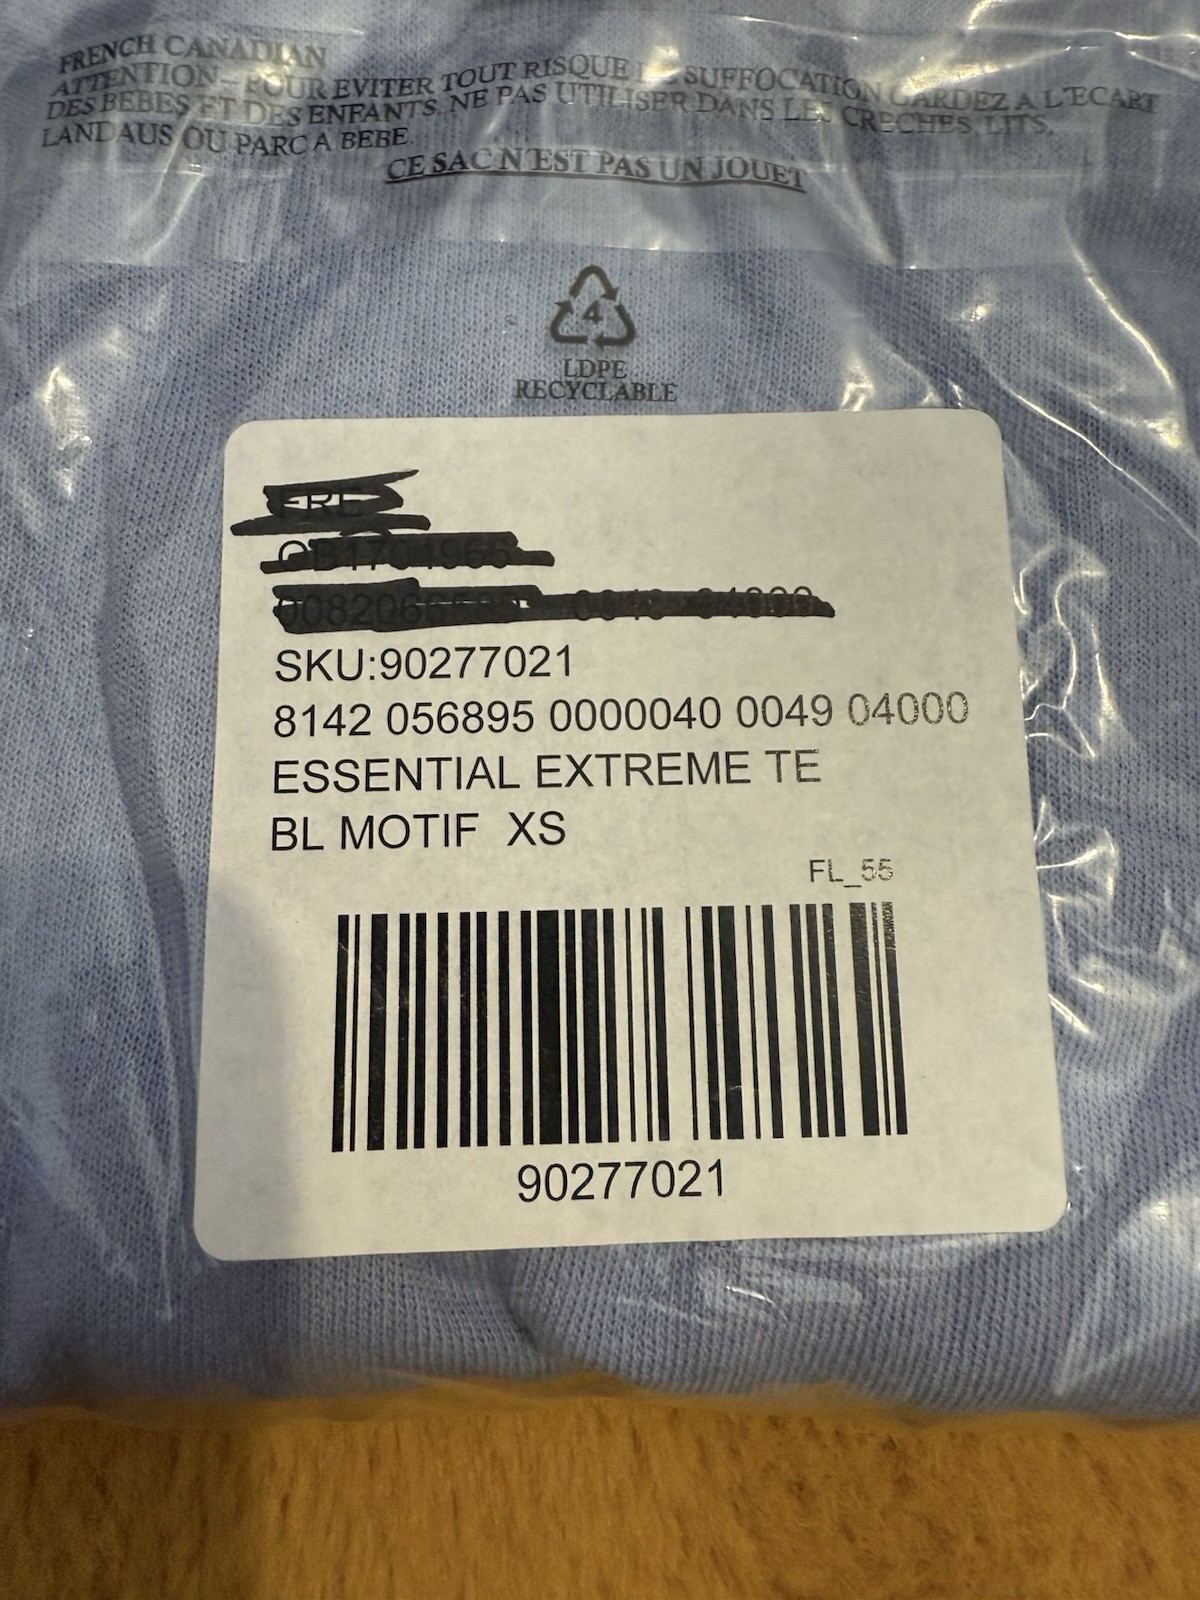 FRENCH CANADIAN
ATTENTION - POUR EVITER TOUT RISQUE DE SUFFOCATION GARDEZ A L'ECART
DES BEBES ET DES ENFANTS. NE PAS UTILISER DANS LES CRECHES, LITS,
LANDAUS OU PARC A BEBE.
CE SAC N'EST PAS UN JOUET
4
LDPE
RECYCLABLE
SKU:90277021
8142 056895 0000040 0049 04000
ESSENTIAL EXTREME TE
BL MOTIF XS
FL_55
90277021